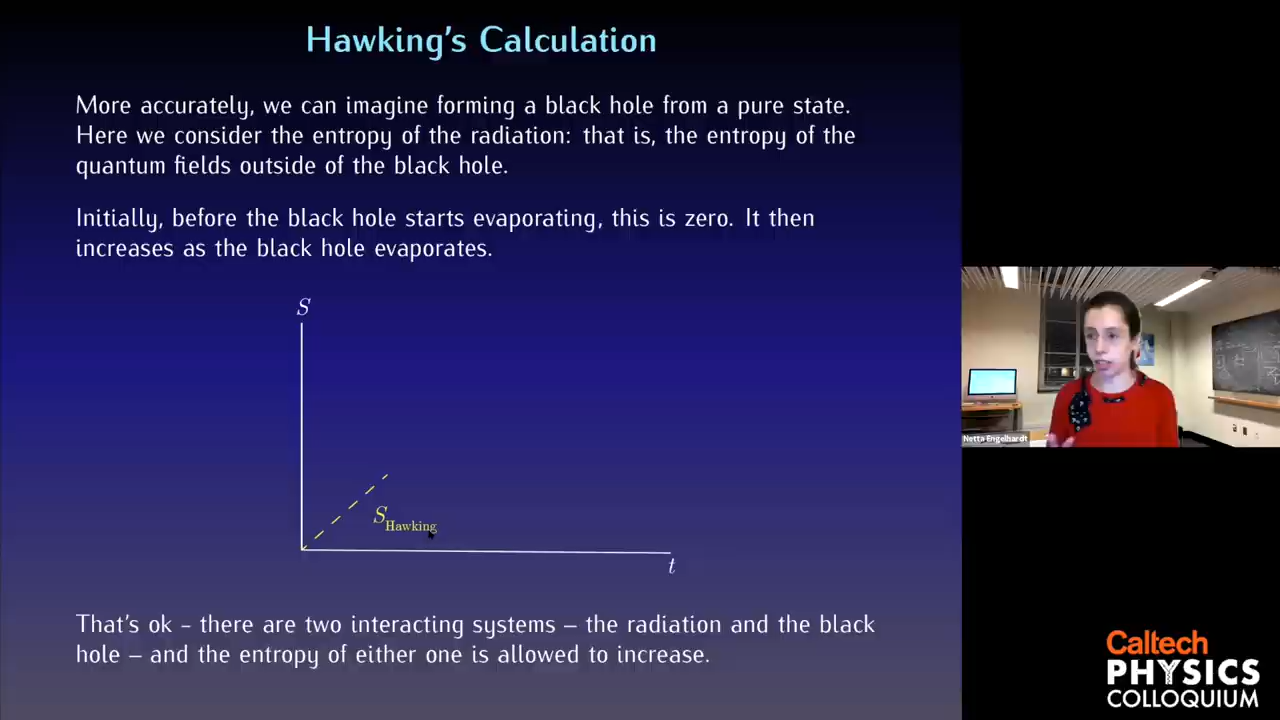 Hawking's Calculation
More accurately, we can imagine forming a black hole from a pure state.
Here we consider the entropy of the radiation: that is, the entropy of the
quantum fields outside of the black hole.
Initially, before the black hole starts evaporating, this is zero. It then
increases as the black hole evaporates.
S
S_Hawking
t
That's ok – there are two interacting systems – the radiation and the black
hole – and the entropy of either one is allowed to increase.
Netta Engelhardt
Caltech
PHYSICS
COLLOQUIUM